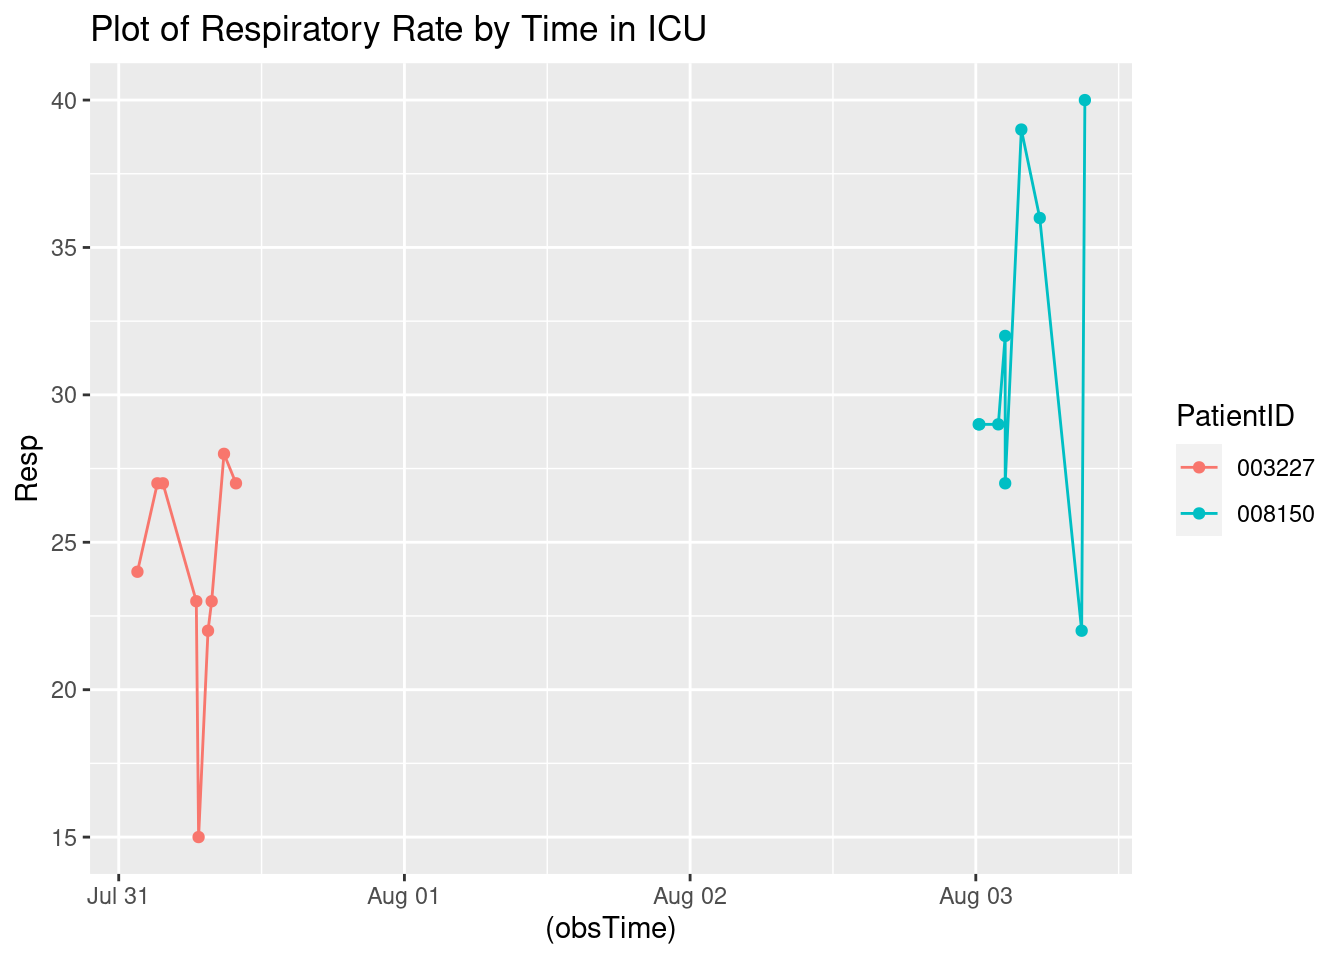 Plot of Respiratory Rate by Time in ICU
40
35
30
25
20
15
Resp
Jul 31
Aug 01
Aug 02
Aug 03
(obsTime)
PatientID
003227
008150